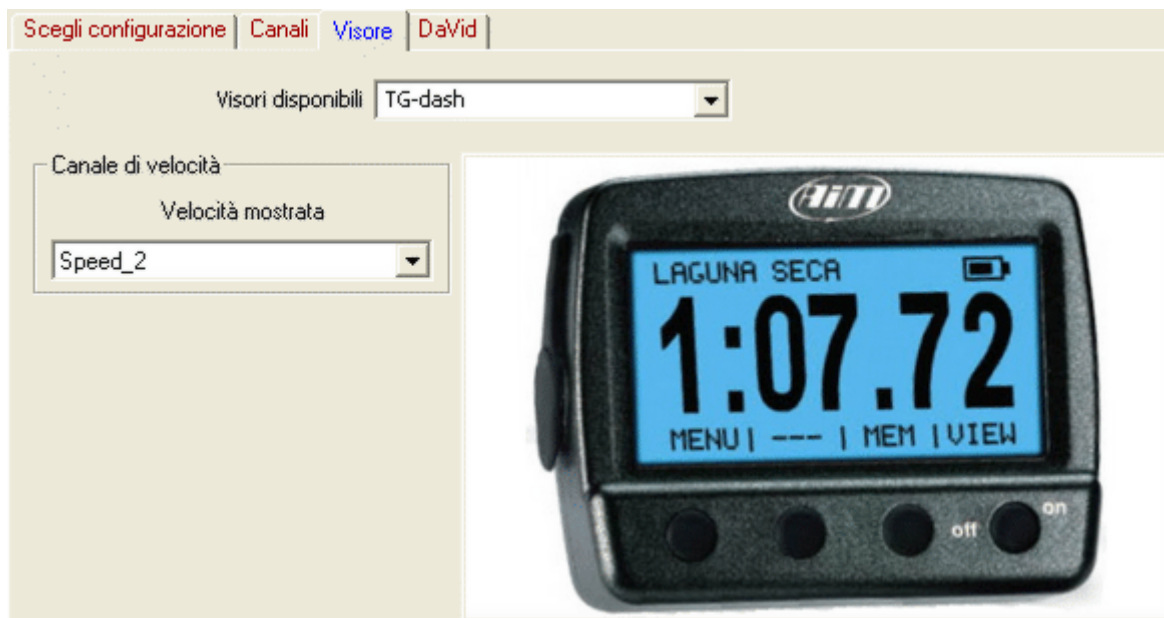 Scegli configurazione Canali Visore DaVid
Visori disponibili TG-dash
Canale di velocità
Velocità mostrata
Speed_2
AiM
LAGUNA SECA
1:07.72
MENU| --- | MEM |VIEW
off on